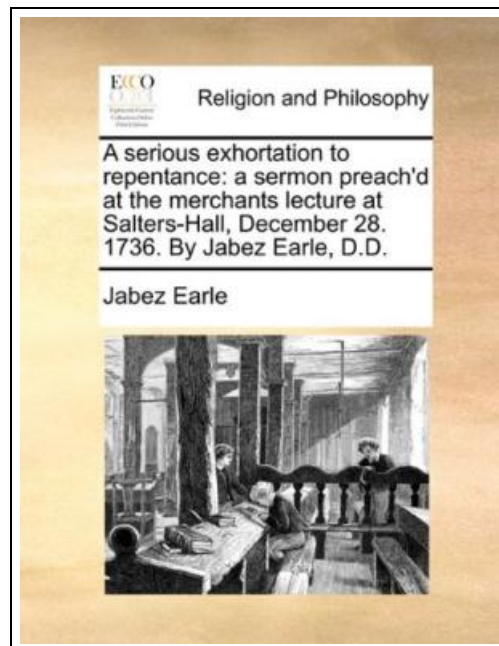 ECCO
Religion and Philosophy
A serious exhortation to
repentance: a sermon preach'd
at the merchants lecture at
Salters-Hall, December 28.
1736. By Jabez Earle, D.D.
Jabez Earle